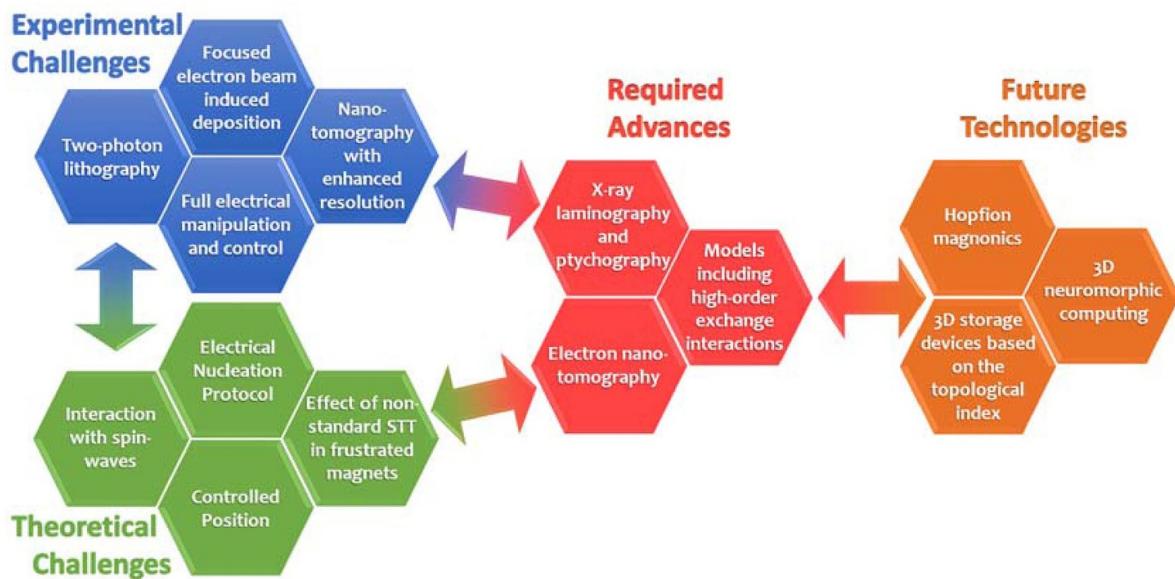 Experimental
Challenges
Focused
electron beam
induced
deposition
Two-photon
lithography
Nano-
tomography
with
enhanced
resolution
Full electrical
manipulation
and control
Electrical
Nucleation
Protocol
Interaction
with spin-
waves
Effect of non-
standard STT
in frustrated
magnets
Controlled
Position
Theoretical
Challenges
Required
Advances
X-ray
laminography
and
ptychography
Models
including
high-order
exchange
interactions
Electron nano-
tomography
Future
Technologies
Hopfion
magnonics
3D
neuromorphic
computing
3D storage
devices based
on the
topological
index